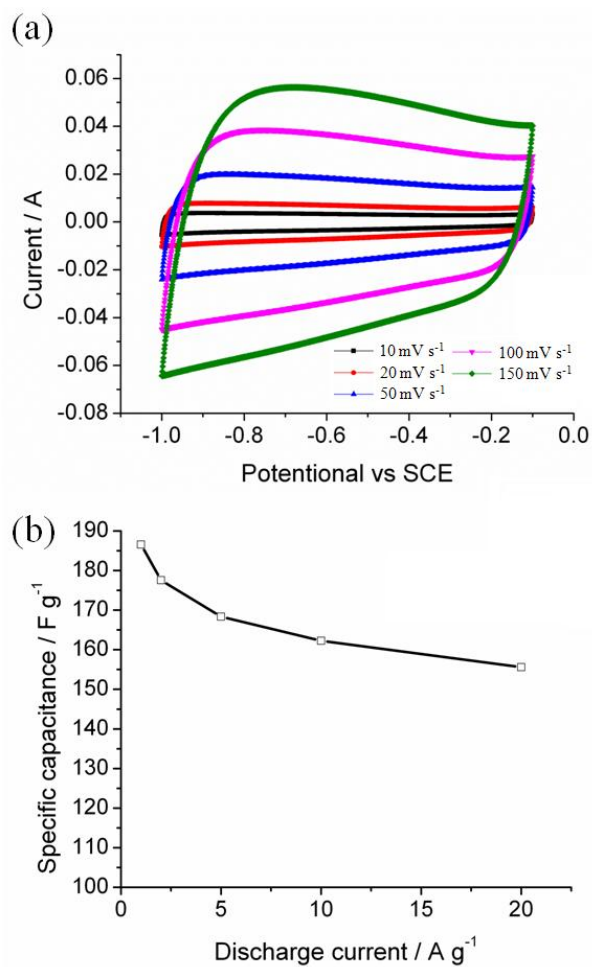 (a)
0.06
0.04
0.02
0.00
-0.02
-0.04
-0.06
-0.08
Current / A
10 mV s⁻¹
20 mV s⁻¹
50 mV s⁻¹
100 mV s⁻¹
150 mV s⁻¹
-1.0 -0.8 -0.6 -0.4 -0.2 0.0
Potentional vs SCE
(b)
190
180
170
160
150
140
130
120
110
100
Specific capacitance / F g⁻¹
0 5 10 15 20
Discharge current / A g⁻¹